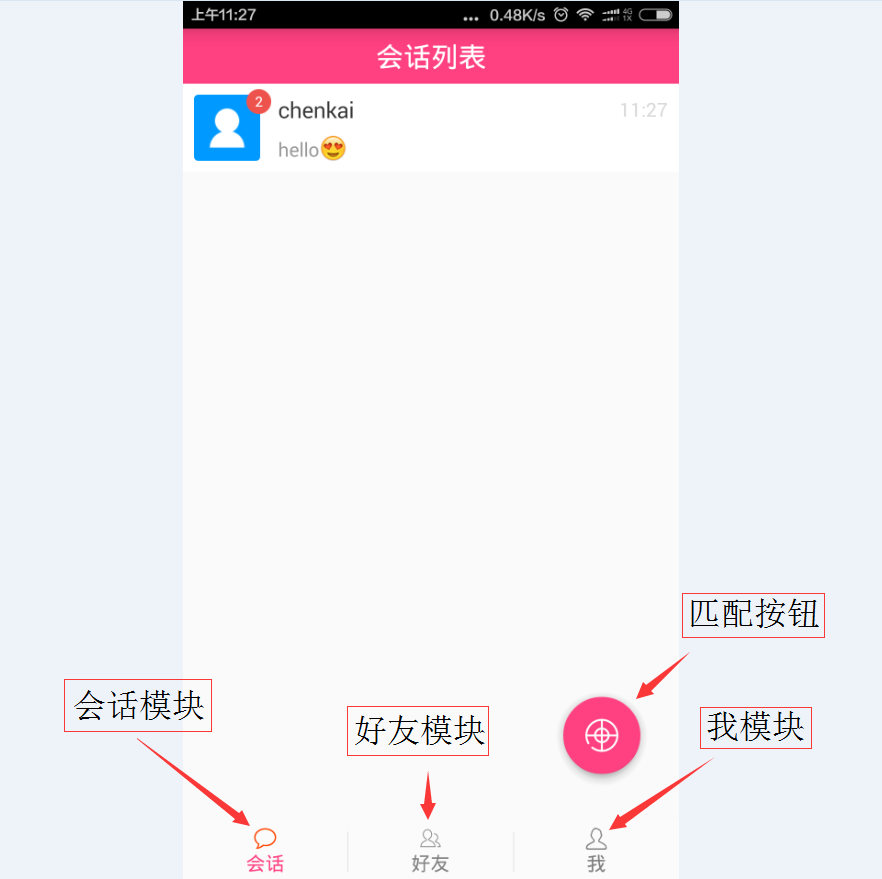 上午11:27
... 0.48K/s 4G 1X
会话列表
2
chenkai
11:27
hello😍
匹配按钮
会话模块
好友模块
我模块
会话
好友
我